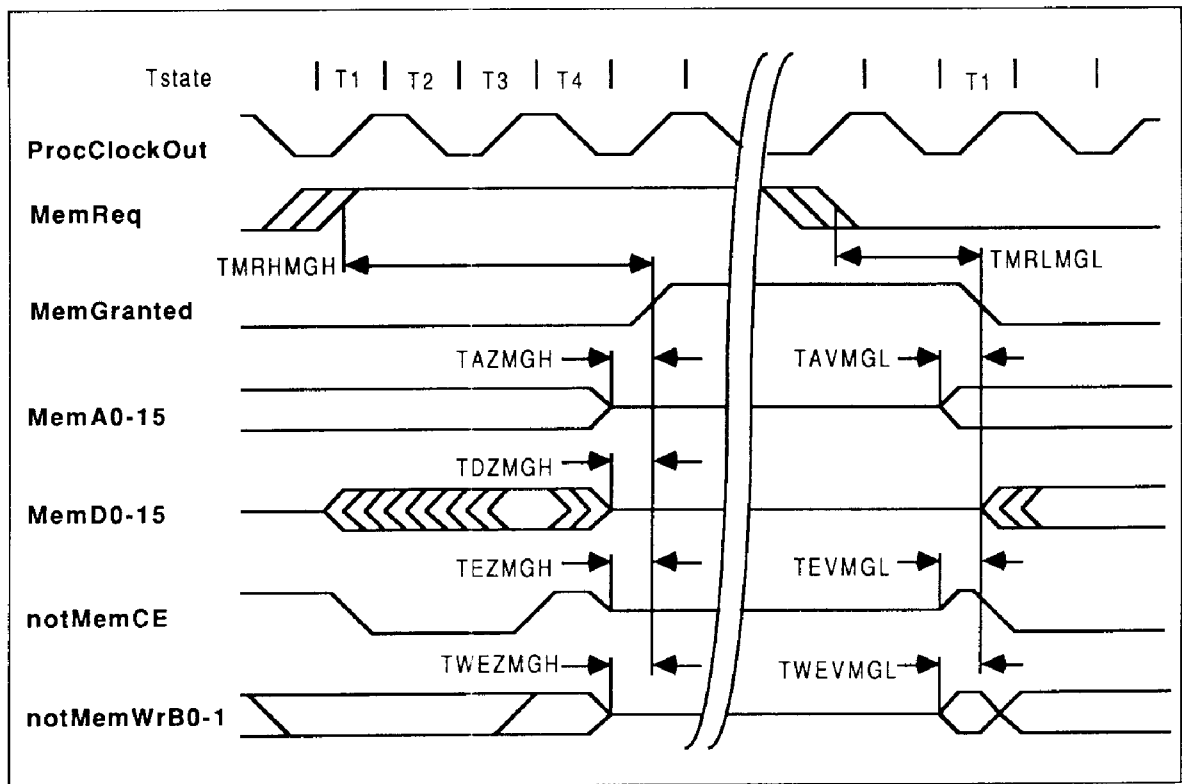 Tstate T1 T2 T3 T4 T1
ProcClockOut
MemReq
TMRHMGH TMRLMGL
MemGranted
TAZMGH TAVMGL
MemA0-15
TDZMGH
MemD0-15
TEZMGH TEVMGL
notMemCE
TWEZMGH TWEVMGL
notMemWrB0-1